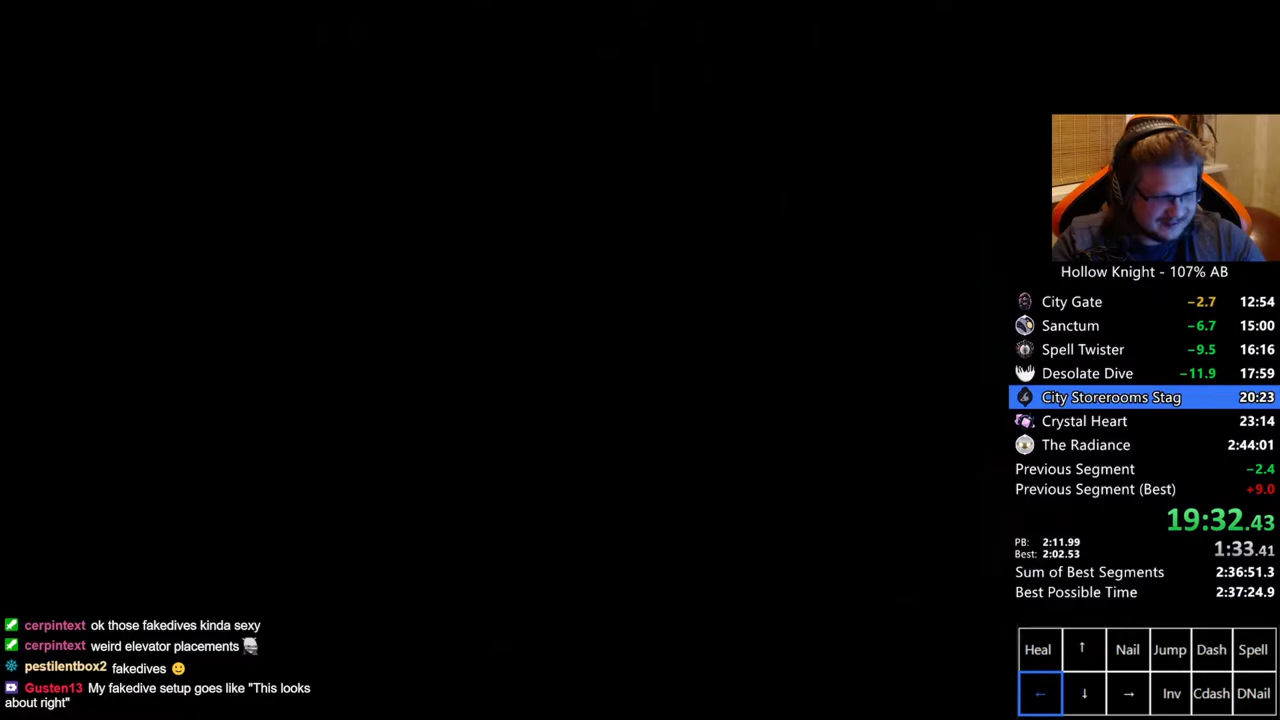 Hollow Knight - 107% AB
City Gate −2.7 12:54
Sanctum −6.7 15:00
Spell Twister −9.5 16:16
Desolate Dive −11.9 17:59
City Storerooms Stag 20:23
Crystal Heart 23:14
The Radiance 2:44:01
Previous Segment −2.4
Previous Segment (Best) +9.0
19:32.43
PB: 2:11.99
Best: 2:02.53
1:33.41
Sum of Best Segments 2:36:51.3
Best Possible Time 2:37:24.9
Heal ↑ Nail Jump Dash Spell
← ↓ → Inv Cdash DNail
cerpintext ok those fakedives kinda sexy
cerpintext weird elevator placements
pestilentbox2 fakedives
Gusten13 My fakedive setup goes like "This looks
about right"